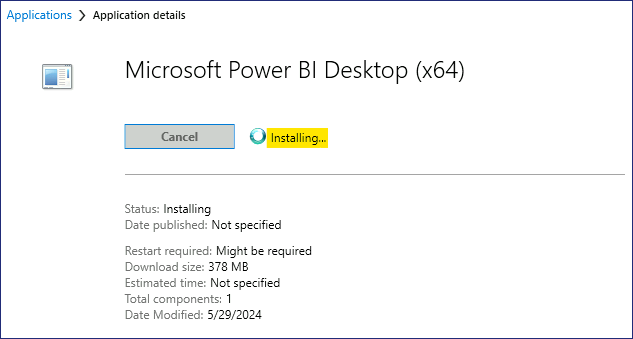 Applications > Application details
Microsoft Power BI Desktop (x64)
Cancel Installing...
Status: Installing
Date published: Not specified
Restart required: Might be required
Download size: 378 MB
Estimated time: Not specified
Total components: 1
Date Modified: 5/29/2024